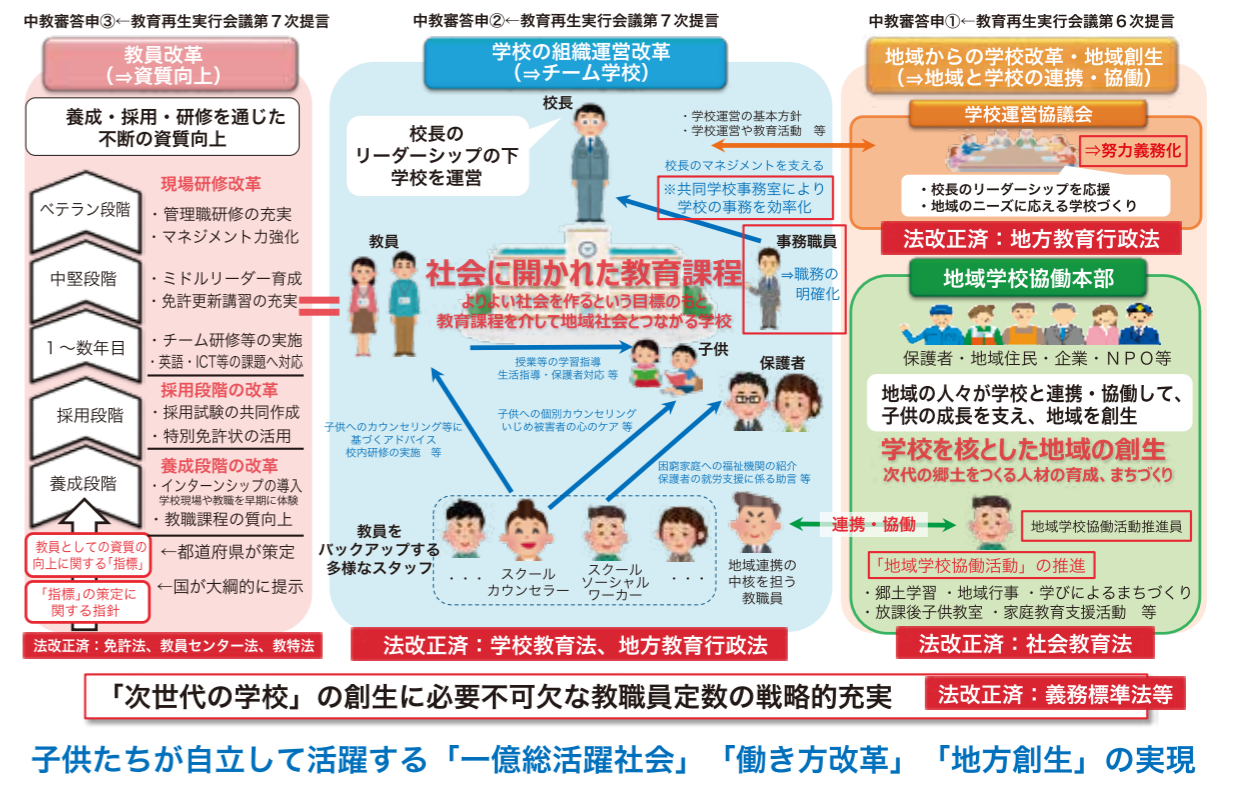 中教審答申③←教育再生実行会議第７次提言
教員改革
（⇒資質向上）
養成・採用・研修を通じた
不断の資質向上
ベテラン段階
現場研修改革
・管理職研修の充実
・マネジメント力強化
中堅段階
・ミドルリーダー育成
・免許更新講習の充実
１～数年目
・チーム研修等の実施
・英語・ICT等の課題へ対応
採用段階
採用段階の改革
・採用試験の共同作成
・特別免許状の活用
養成段階
養成段階の改革
・インターンシップの導入
学校現場や教職を早期に体験
・教職課程の質向上
教員としての資質の
向上に関する「指標」
←都道府県が策定
「指標」の策定に
関する指針
←国が大綱的に提示
法改正済：免許法、教員センター法、教特法
中教審答申②←教育再生実行会議第７次提言
学校の組織運営改革
（⇒チーム学校）
校長
校長の
リーダーシップの下
学校を運営
・学校運営の基本方針
・学校運営や教育活動　等
校長のマネジメントを支える
※共同学校事務室により
学校の事務を効率化
教員
事務職員
⇒職務の
明確化
社会に開かれた教育課程
よりよい社会を作るという目標のもと
教育課程を介して地域社会とつながる学校
授業等の学習指導
生活指導・保護者対応 等
子供
保護者
子供へのカウンセリング等に
基づくアドバイス
校内研修の実施　等
子供への個別カウンセリング
いじめ被害者の心のケア 等
困窮家庭への福祉機関の紹介
保護者の就労支援に係る助言 等
教員を
バックアップする
多様なスタッフ
・・・
スクール
カウンセラー
スクール
ソーシャル
ワーカー
・・・
地域連携の
中核を担う
教職員
連携・協働
法改正済：学校教育法、地方教育行政法
中教審答申①←教育再生実行会議第６次提言
地域からの学校改革・地域創生
（⇒地域と学校の連携・協働）
学校運営協議会
⇒努力義務化
・校長のリーダーシップを応援
・地域のニーズに応える学校づくり
法改正済：地方教育行政法
地域学校協働本部
保護者・地域住民・企業・ＮＰＯ等
地域の人々が学校と連携・協働して、
子供の成長を支え、地域を創生
学校を核とした地域の創生
次代の郷土をつくる人材の育成、まちづくり
地域学校協働活動推進員
「地域学校協働活動」の推進
・郷土学習 ・地域行事 ・学びによるまちづくり
・放課後子供教室 ・家庭教育支援活動　等
法改正済：社会教育法
「次世代の学校」の創生に必要不可欠な教職員定数の戦略的充実
法改正済：義務標準法等
子供たちが自立して活躍する「一億総活躍社会」「働き方改革」「地方創生」の実現